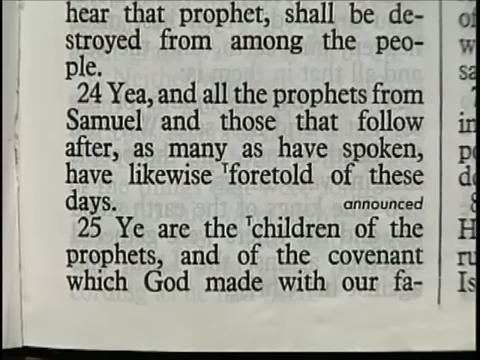 hear that prophet, shall be de-
stroyed from among the peo-
ple.
24 Yea, and all the prophets from
Samuel and those that follow
after, as many as have spoken,
have likewise ᵀforetold of these
days. announced
25 Ye are the ᵀchildren of the
prophets, and of the covenant
which God made with our fa-